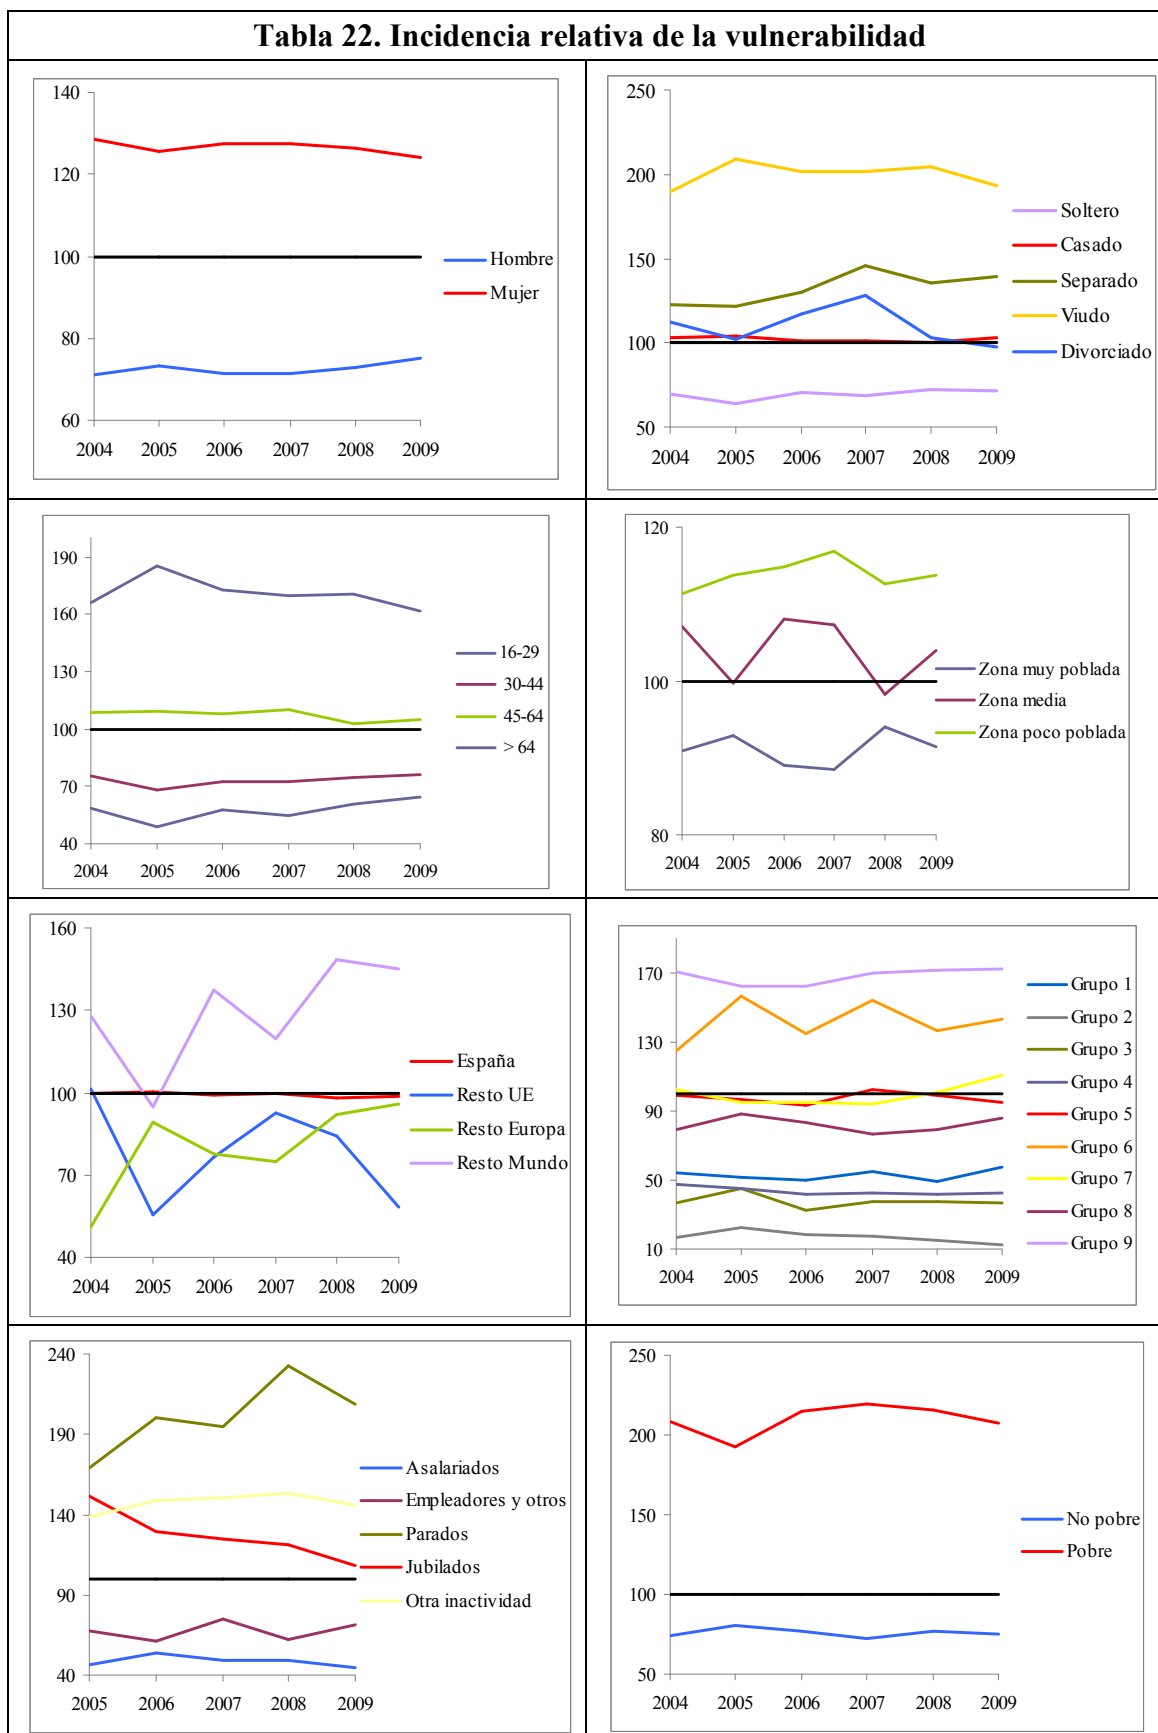 Tabla 22. Incidencia relativa de la vulnerabilidad
140
120
100
80
60
2004 2005 2006 2007 2008 2009
Hombre
Mujer
250
200
150
100
50
2004 2005 2006 2007 2008 2009
Soltero
Casado
Separado
Viudo
Divorciado
190
160
130
100
70
40
2004 2005 2006 2007 2008 2009
16-29
30-44
45-64
> 64
120
100
80
2004 2005 2006 2007 2008 2009
Zona muy poblada
Zona media
Zona poco poblada
160
130
100
70
40
2004 2005 2006 2007 2008 2009
España
Resto UE
Resto Europa
Resto Mundo
170
130
90
50
10
2004 2005 2006 2007 2008 2009
Grupo 1
Grupo 2
Grupo 3
Grupo 4
Grupo 5
Grupo 6
Grupo 7
Grupo 8
Grupo 9
240
190
140
90
40
2005 2006 2007 2008 2009
Asalariados
Empleadores y otros
Parados
Jubilados
Otra inactividad
250
200
150
100
50
2004 2005 2006 2007 2008 2009
No pobre
Pobre